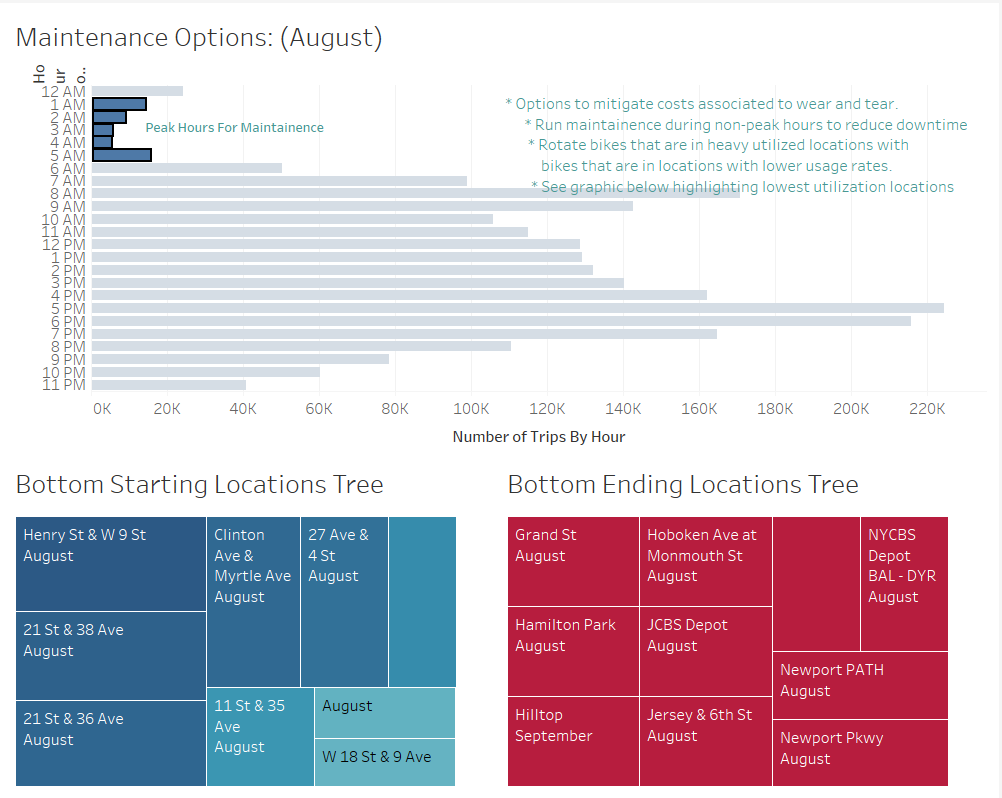 Maintenance Options: (August)
Ho
ur
o..
12 AM
1 AM
2 AM
3 AM
4 AM
5 AM
6 AM
7 AM
8 AM
9 AM
10 AM
11 AM
12 PM
1 PM
2 PM
3 PM
4 PM
5 PM
6 PM
7 PM
8 PM
9 PM
10 PM
11 PM
Peak Hours For Maintainence
* Options to mitigate costs associated to wear and tear.
* Run maintainence during non-peak hours to reduce downtime
* Rotate bikes that are in heavy utilized locations with
bikes that are in locations with lower usage rates.
* See graphic below highlighting lowest utilization locations
0K 20K 40K 60K 80K 100K 120K 140K 160K 180K 200K 220K
Number of Trips By Hour
Bottom Starting Locations Tree
Henry St & W 9 St
August
21 St & 38 Ave
August
21 St & 36 Ave
August
Clinton
Ave &
Myrtle Ave
August
27 Ave &
4 St
August
11 St & 35
Ave
August
August
W 18 St & 9 Ave
Bottom Ending Locations Tree
Grand St
August
Hamilton Park
August
Hilltop
September
Hoboken Ave at
Monmouth St
August
JCBS Depot
August
Jersey & 6th St
August
NYCBS
Depot
BAL - DYR
August
Newport PATH
August
Newport Pkwy
August